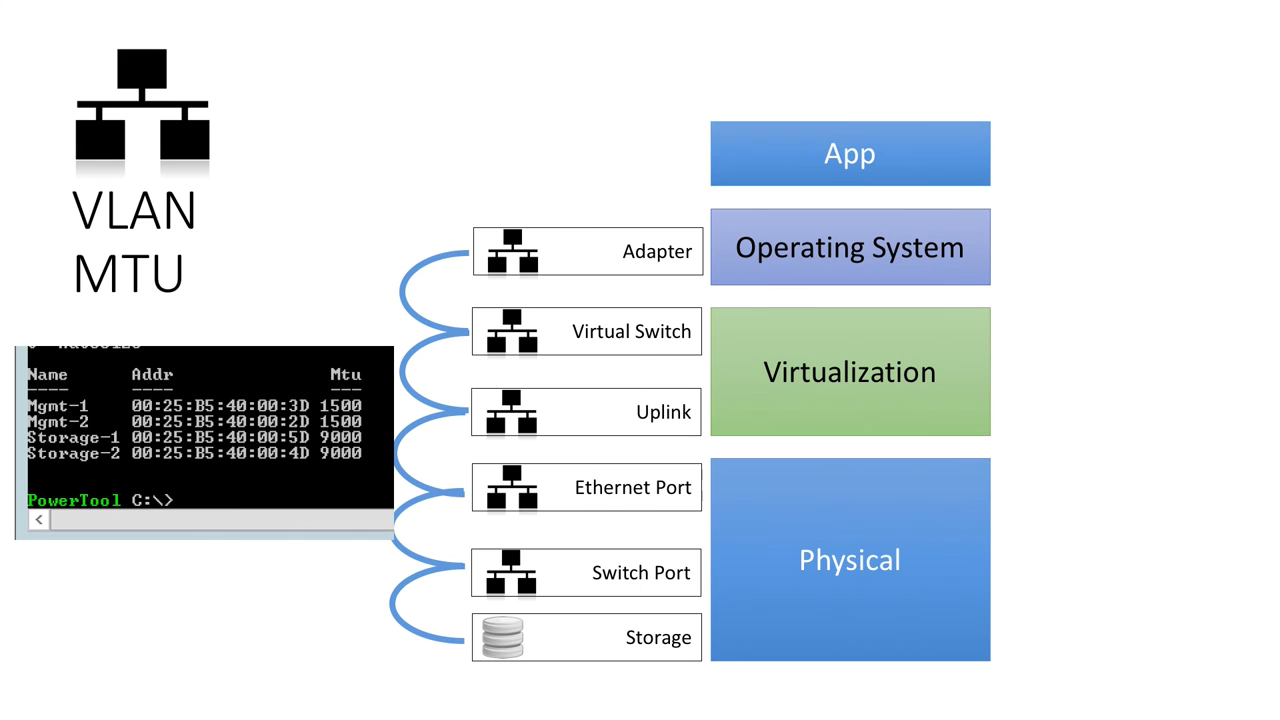 VLAN
MTU
App
Adapter
Operating System
Virtual Switch
Virtualization
Uplink
Ethernet Port
Switch Port
Physical
Storage
Name Addr Mtu
---- ---- ---
Mgmt-1 00:25:B5:40:00:3D 1500
Mgmt-2 00:25:B5:40:00:2D 1500
Storage-1 00:25:B5:40:00:5D 9000
Storage-2 00:25:B5:40:00:4D 9000
PowerTool C:\>